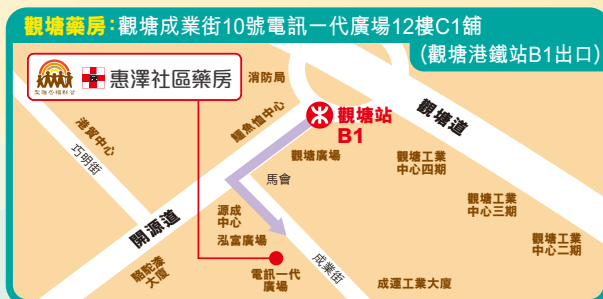 觀塘藥房：觀塘成業街10號電訊一代廣場12樓C1舖
(觀塘港鐵站B1出口)
惠澤社區藥房
消防局
鱷魚恤中心
觀塘站
B1
觀塘道
港貿中心
巧明街
觀塘廣場
觀塘工業
中心四期
馬會
開源道
源成
中心
觀塘工業
中心三期
泓富廣場
成業街
觀塘工業
中心二期
駱駝漆
大廈
電訊一代
廣場
成運工業大廈